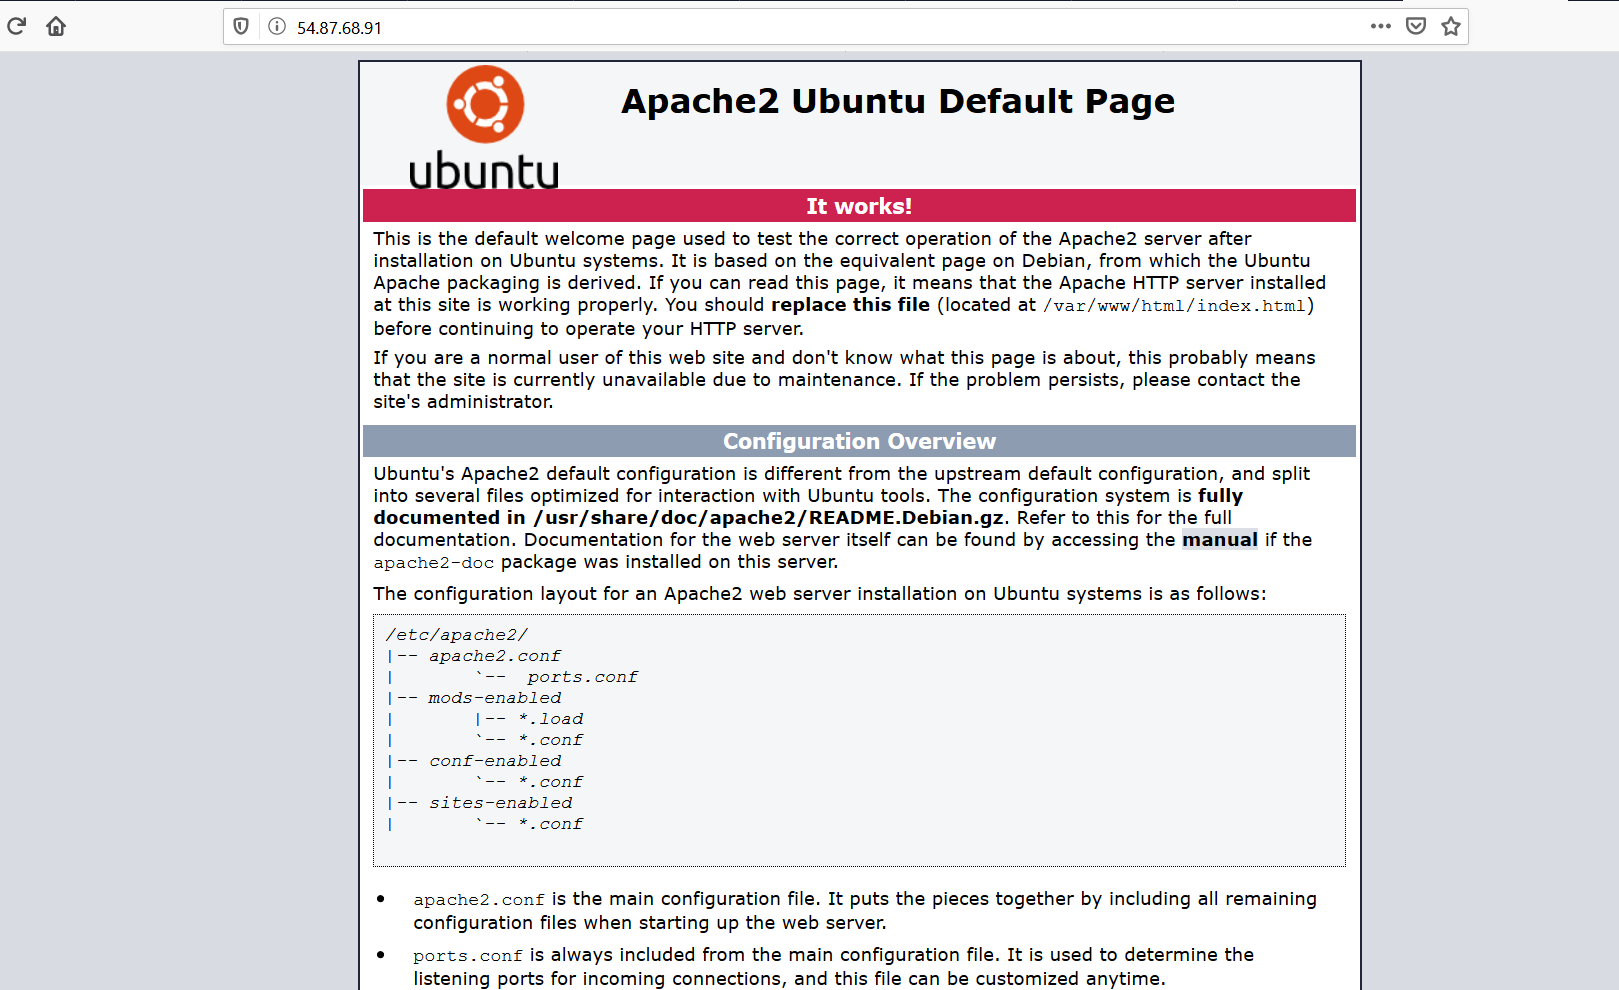 54.87.68.91
ubuntu
Apache2 Ubuntu Default Page
It works!
This is the default welcome page used to test the correct operation of the Apache2 server after
installation on Ubuntu systems. It is based on the equivalent page on Debian, from which the Ubuntu
Apache packaging is derived. If you can read this page, it means that the Apache HTTP server installed
at this site is working properly. You should replace this file (located at /var/www/html/index.html)
before continuing to operate your HTTP server.
If you are a normal user of this web site and don't know what this page is about, this probably means
that the site is currently unavailable due to maintenance. If the problem persists, please contact the
site's administrator.
Configuration Overview
Ubuntu's Apache2 default configuration is different from the upstream default configuration, and split
into several files optimized for interaction with Ubuntu tools. The configuration system is fully
documented in /usr/share/doc/apache2/README.Debian.gz. Refer to this for the full
documentation. Documentation for the web server itself can be found by accessing the manual if the
apache2-doc package was installed on this server.
The configuration layout for an Apache2 web server installation on Ubuntu systems is as follows:
/etc/apache2/
|-- apache2.conf
|       `--  ports.conf
|-- mods-enabled
|       |-- *.load
|       `-- *.conf
|-- conf-enabled
|       `-- *.conf
|-- sites-enabled
|       `-- *.conf
• apache2.conf is the main configuration file. It puts the pieces together by including all remaining
configuration files when starting up the web server.
• ports.conf is always included from the main configuration file. It is used to determine the
listening ports for incoming connections, and this file can be customized anytime.